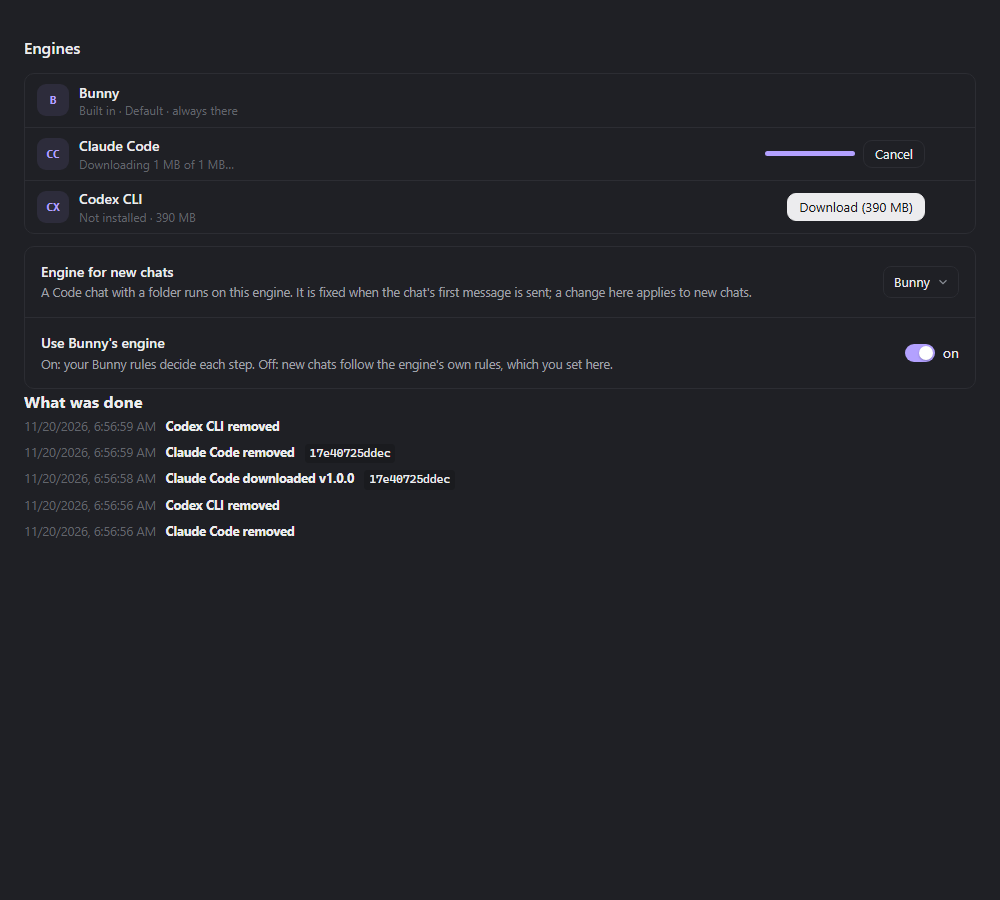 Engines
B
Bunny
Built in · Default · always there
CC
Claude Code
Downloading 1 MB of 1 MB...
Cancel
CX
Codex CLI
Not installed · 390 MB
Download (390 MB)
Engine for new chats
A Code chat with a folder runs on this engine. It is fixed when the chat's first message is sent; a change here applies to new chats.
Bunny
Use Bunny's engine
On: your Bunny rules decide each step. Off: new chats follow the engine's own rules, which you set here.
on
What was done
11/20/2026, 6:56:59 AM Codex CLI removed
11/20/2026, 6:56:59 AM Claude Code removed 17e40725ddec
11/20/2026, 6:56:58 AM Claude Code downloaded v1.0.0 17e40725ddec
11/20/2026, 6:56:56 AM Codex CLI removed
11/20/2026, 6:56:56 AM Claude Code removed